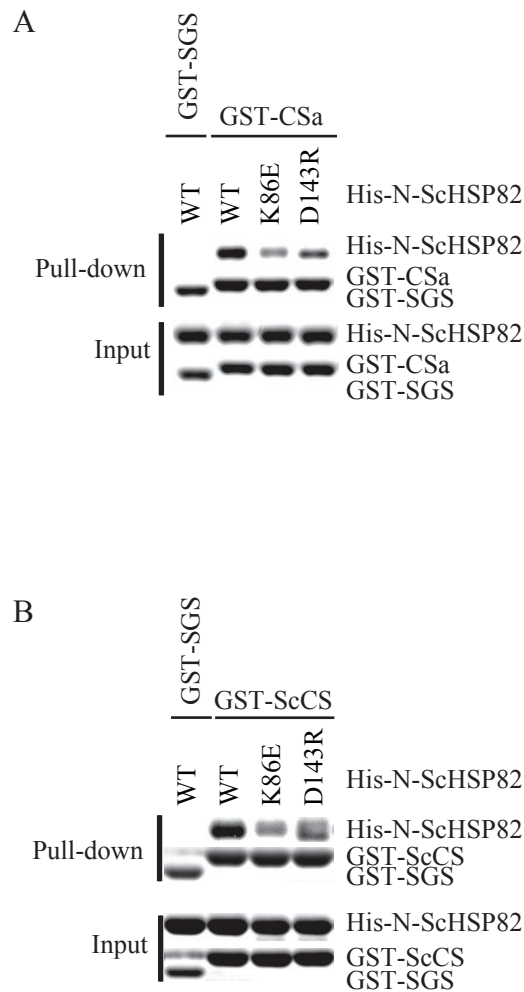 A
GST-SGS
GST-CSa
WT
WT
K86E
D143R
His-N-ScHSP82
Pull-down
His-N-ScHSP82
GST-CSa
GST-SGS
Input
His-N-ScHSP82
GST-CSa
GST-SGS
B
GST-SGS
GST-ScCS
WT
WT
K86E
D143R
His-N-ScHSP82
Pull-down
His-N-ScHSP82
GST-ScCS
GST-SGS
Input
His-N-ScHSP82
GST-ScCS
GST-SGS